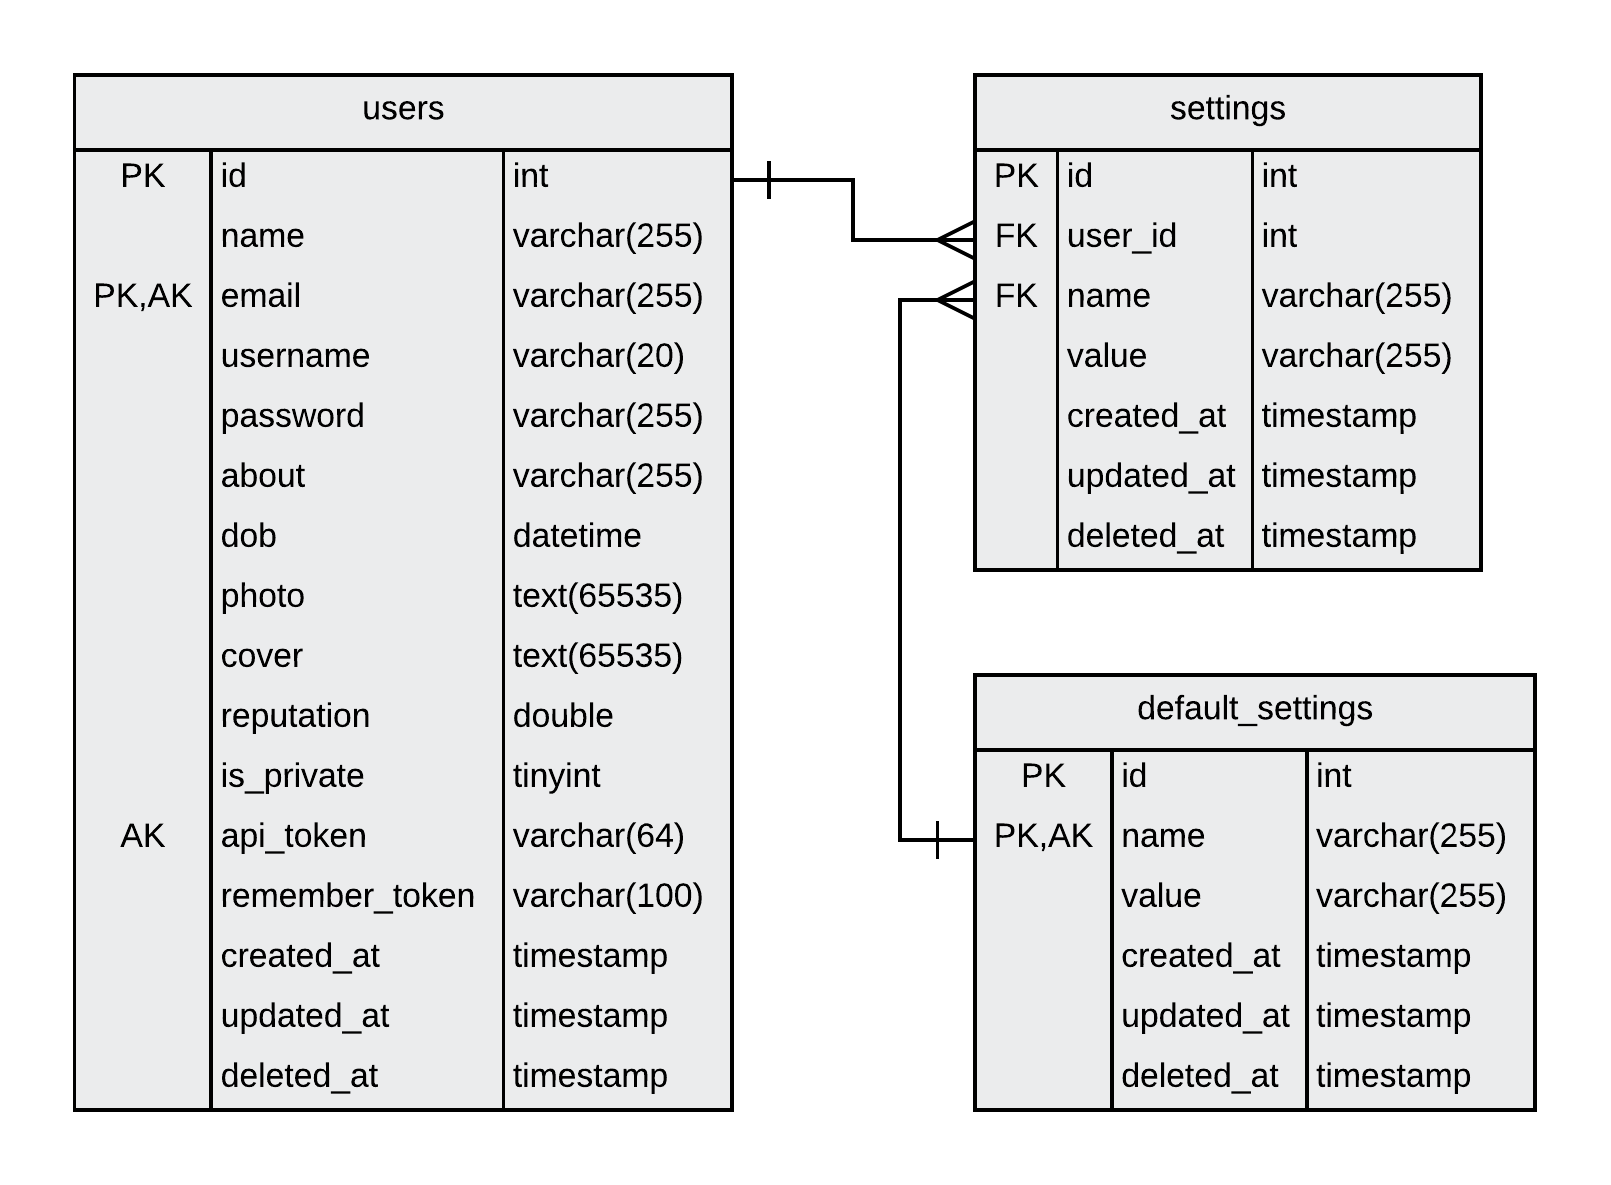 users
PK id int
name varchar(255)
PK,AK email varchar(255)
username varchar(20)
password varchar(255)
about varchar(255)
dob datetime
photo text(65535)
cover text(65535)
reputation double
is_private tinyint
AK api_token varchar(64)
remember_token varchar(100)
created_at timestamp
updated_at timestamp
deleted_at timestamp
settings
PK id int
FK user_id int
FK name varchar(255)
value varchar(255)
created_at timestamp
updated_at timestamp
deleted_at timestamp
default_settings
PK id int
PK,AK name varchar(255)
value varchar(255)
created_at timestamp
updated_at timestamp
deleted_at timestamp